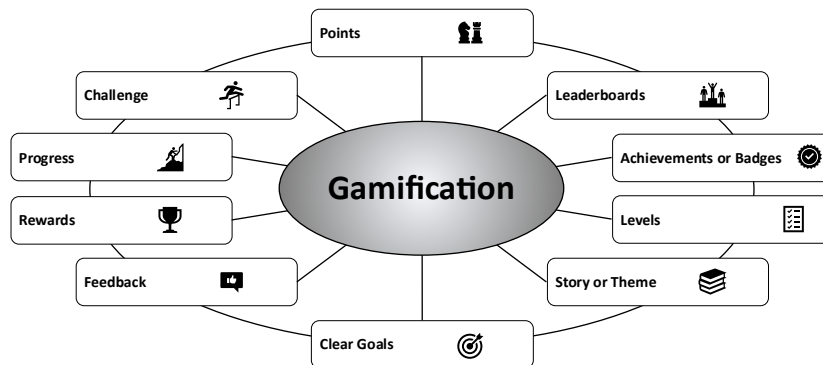 Points
Challenge
Leaderboards
Progress
Achievements or Badges
Gamification
Rewards
Levels
Feedback
Story or Theme
Clear Goals